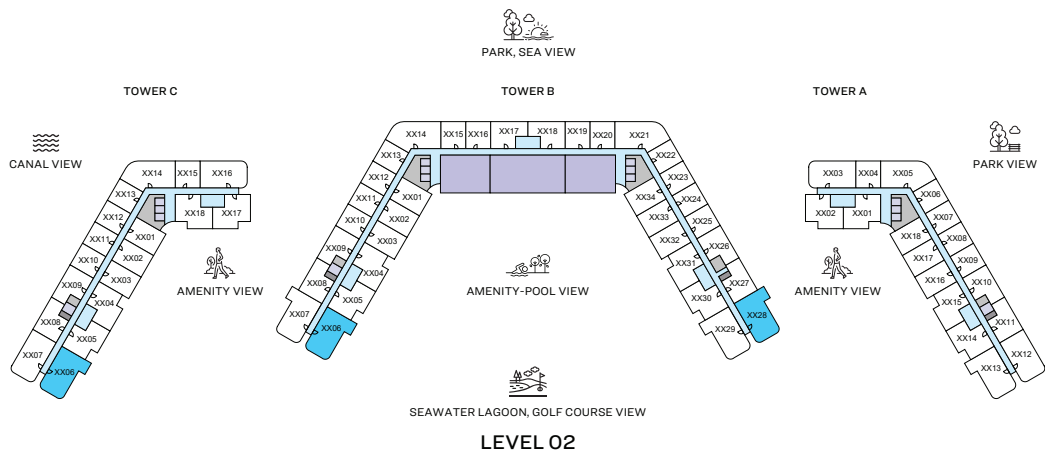 PARK, SEA VIEW
TOWER C
TOWER B
TOWER A
CANAL VIEW
PARK VIEW
XX14
XX15
XX16
XX13
XX12
XX11
XX10
XX09
XX08
XX07
XX18
XX17
XX01
XX02
XX03
XX04
XX05
XX06
AMENITY VIEW
XX14
XX15
XX16
XX17
XX18
XX19
XX20
XX21
XX13
XX12
XX11
XX10
XX09
XX08
XX07
XX01
XX02
XX03
XX04
XX05
XX06
XX22
XX23
XX24
XX25
XX26
XX27
XX28
XX34
XX33
XX32
XX31
XX30
XX29
AMENITY-POOL VIEW
XX03
XX04
XX05
XX02
XX01
XX06
XX07
XX08
XX09
XX10
XX11
XX12
XX18
XX17
XX16
XX15
XX14
XX13
AMENITY VIEW
SEAWATER LAGOON, GOLF COURSE VIEW
LEVEL 02